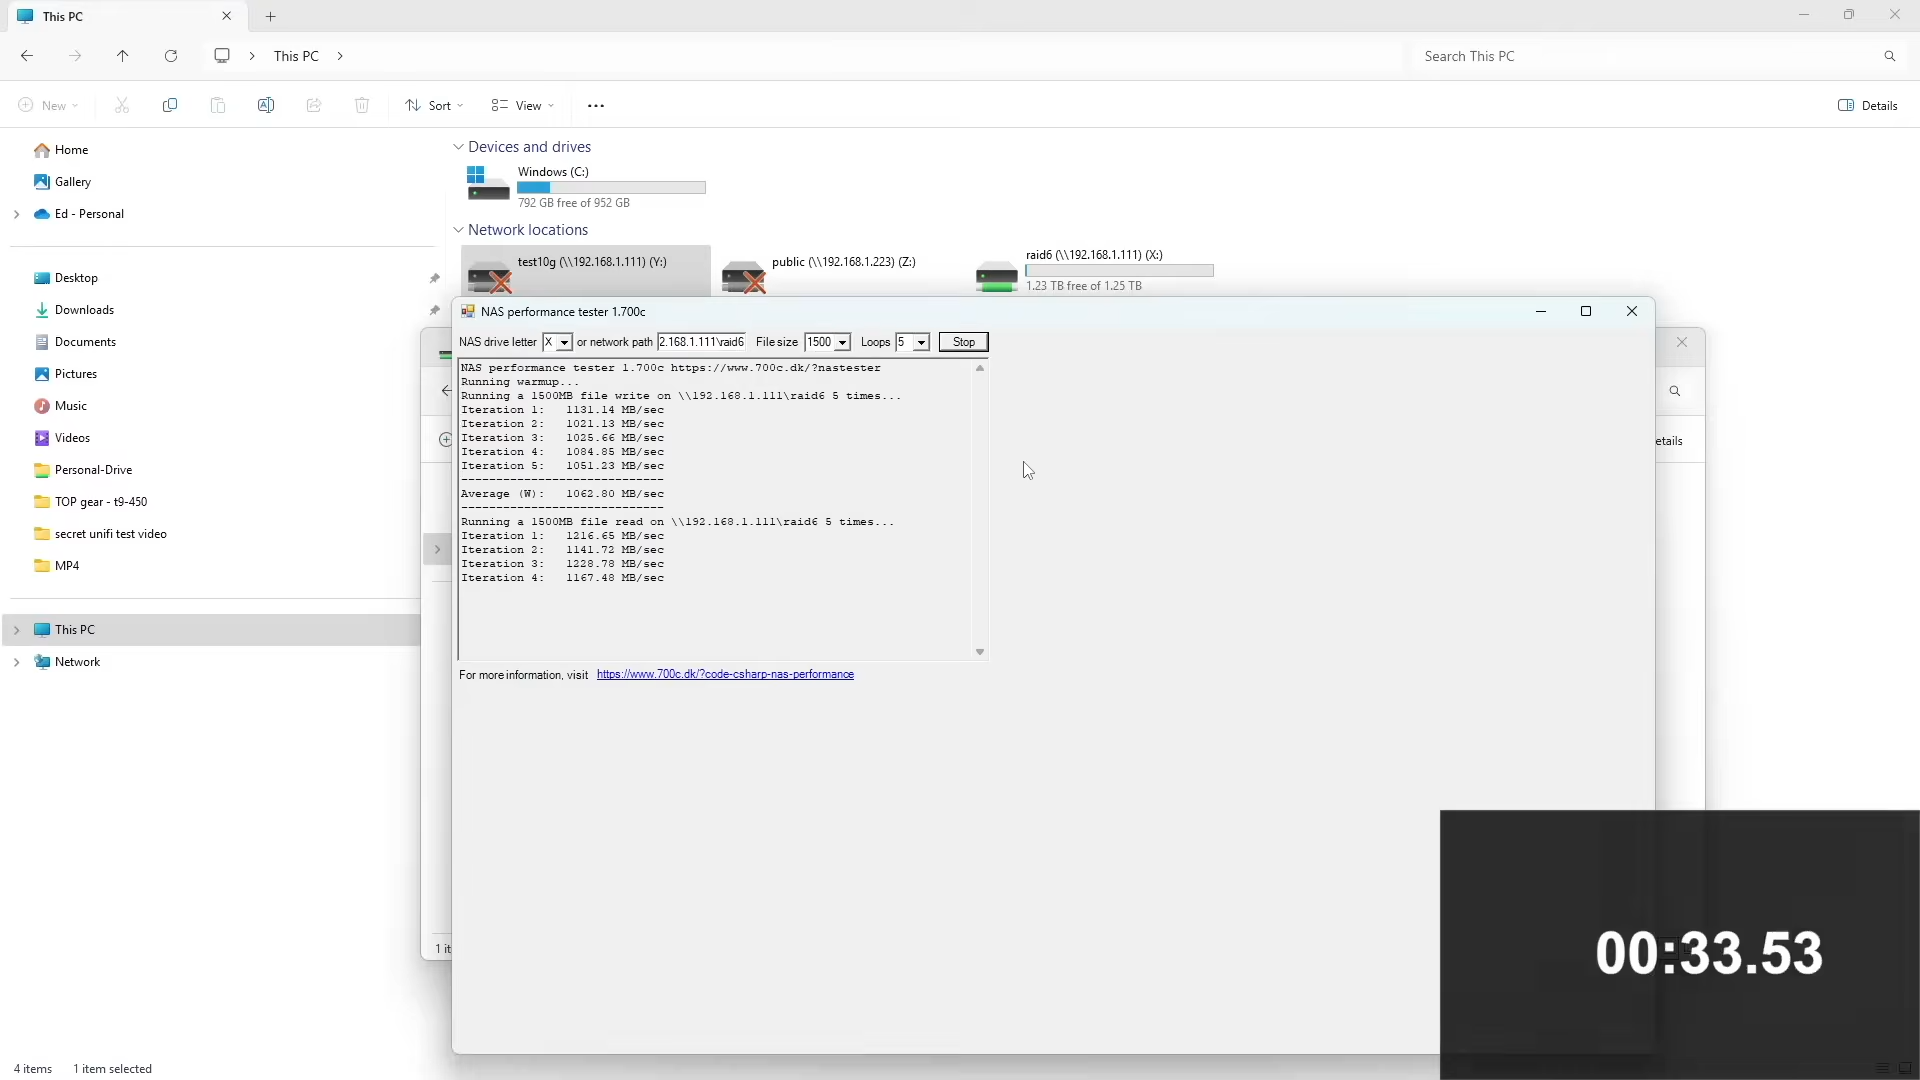 This PC
This PC
Search This PC
New
Sort
View
Details
Home
Gallery
Ed - Personal
Desktop
Downloads
Documents
Pictures
Music
Videos
Personal-Drive
TOP gear - t9-450
secret unifi test video
MP4
This PC
Network
Devices and drives
Windows (C:)
792 GB free of 952 GB
Network locations
test10g (\\192.168.1.111) (Y:)
public (\\192.168.1.223) (Z:)
raid6 (\\192.168.1.111) (X:)
1.23 TB free of 1.25 TB
NAS performance tester 1.700c
NAS drive letter X or network path 2.168.1.111\raid6 File size 1500 Loops 5 Stop
NAS performance tester 1.700c https://www.700c.dk/?nastester
Running warmup...
Running a 1500MB file write on \\192.168.1.111\raid6 5 times...
Iteration 1: 1131.14 MB/sec
Iteration 2: 1021.13 MB/sec
Iteration 3: 1025.66 MB/sec
Iteration 4: 1084.85 MB/sec
Iteration 5: 1051.23 MB/sec
-----------------------------
Average (W): 1062.80 MB/sec
-----------------------------
Running a 1500MB file read on \\192.168.1.111\raid6 5 times...
Iteration 1: 1216.65 MB/sec
Iteration 2: 1141.72 MB/sec
Iteration 3: 1228.78 MB/sec
Iteration 4: 1167.48 MB/sec
For more information, visit https://www.700c.dk/?code-csharp-nas-performance
etails
1 it
00:33.53
4 items 1 item selected